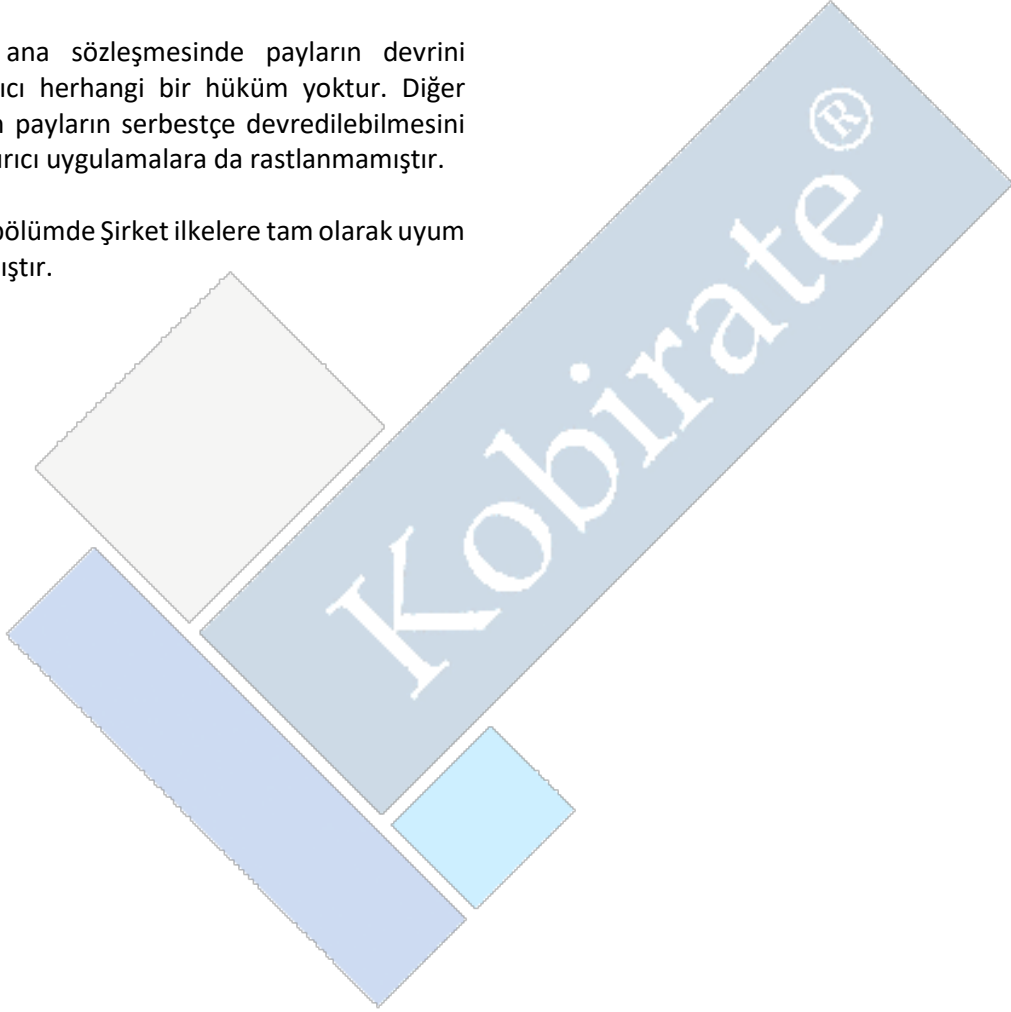 ana sözleşmesinde payların devrini
ıcı herhangi bir hüküm yoktur. Diğer
payların serbestçe devredilebilmesini
ırıcı uygulamalara da rastlanmamıştır.
bölümde Şirket ilkelere tam olarak uyum
ıştır.
Kobirate ®